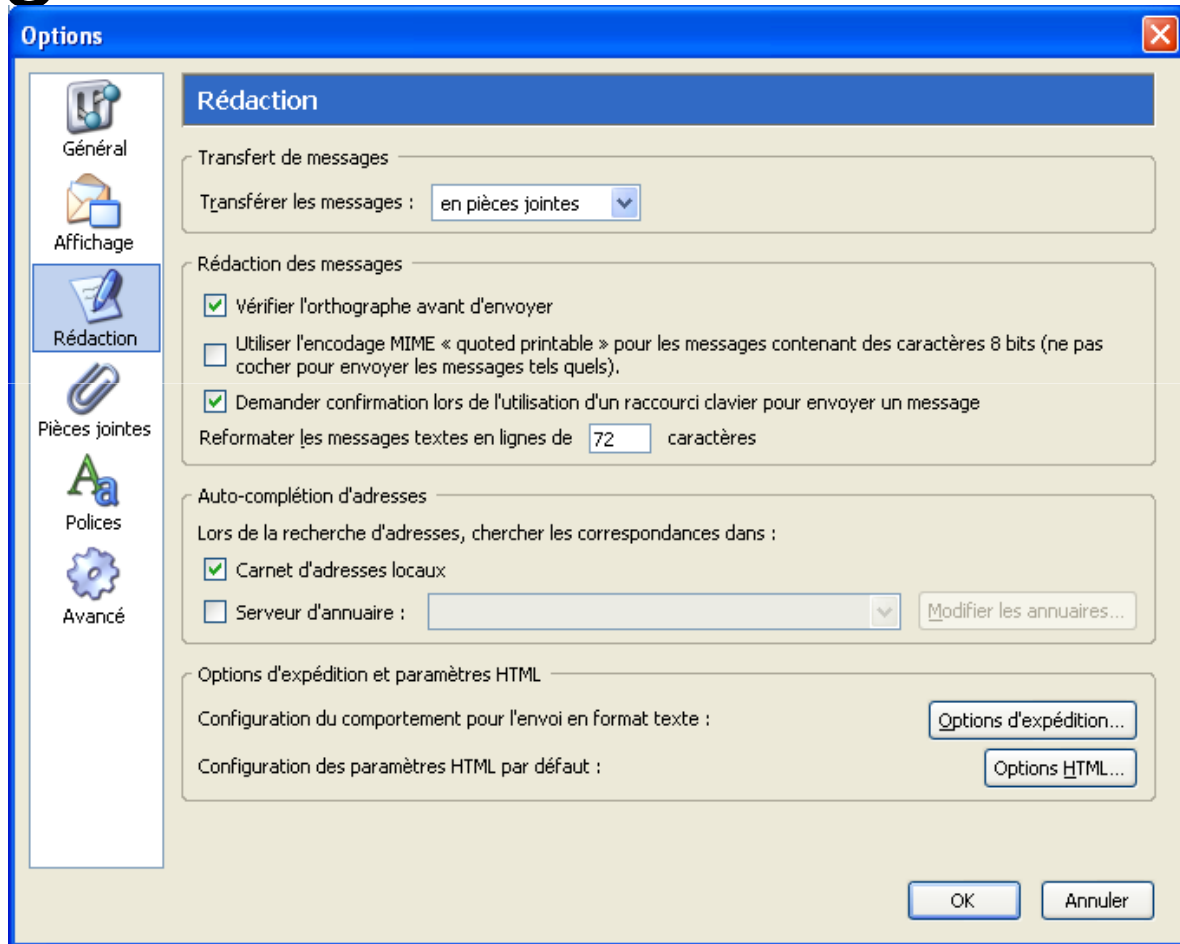 Options
Général
Affichage
Rédaction
Pièces jointes
Polices
Avancé
Rédaction
Transfert de messages
Transférer les messages : en pièces jointes
Rédaction des messages
Vérifier l'orthographe avant d'envoyer
Utiliser l'encodage MIME « quoted printable » pour les messages contenant des caractères 8 bits (ne pas
cocher pour envoyer les messages tels quels).
Demander confirmation lors de l'utilisation d'un raccourci clavier pour envoyer un message
Reformater les messages textes en lignes de 72 caractères
Auto-complétion d'adresses
Lors de la recherche d'adresses, chercher les correspondances dans :
Carnet d'adresses locaux
Serveur d'annuaire : Modifier les annuaires...
Options d'expédition et paramètres HTML
Configuration du comportement pour l'envoi en format texte : Options d'expédition...
Configuration des paramètres HTML par défaut : Options HTML...
OK Annuler